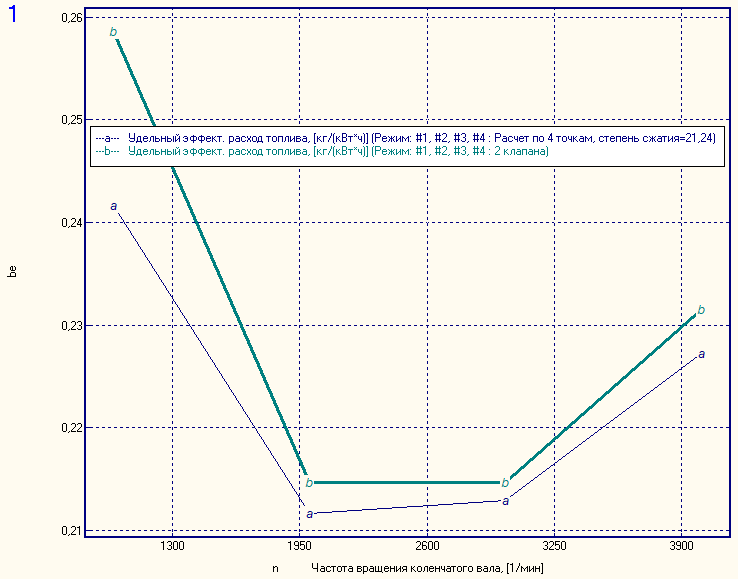 1
0,26
b
0,25
---a--- Удельный эффект. расход топлива, [кг/(кВт*ч)] (Режим: #1, #2, #3, #4 : Расчет по 4 точкам, степень сжатия=21,24)
---b--- Удельный эффект. расход топлива, [кг/(кВт*ч)] (Режим: #1, #2, #3, #4 : 2 клапана)
a
0,24
be
0,23
b
a
0,22
b
b
a
a
0,21
1300 1950 2600 3250 3900
n Частота вращения коленчатого вала, [1/мин]